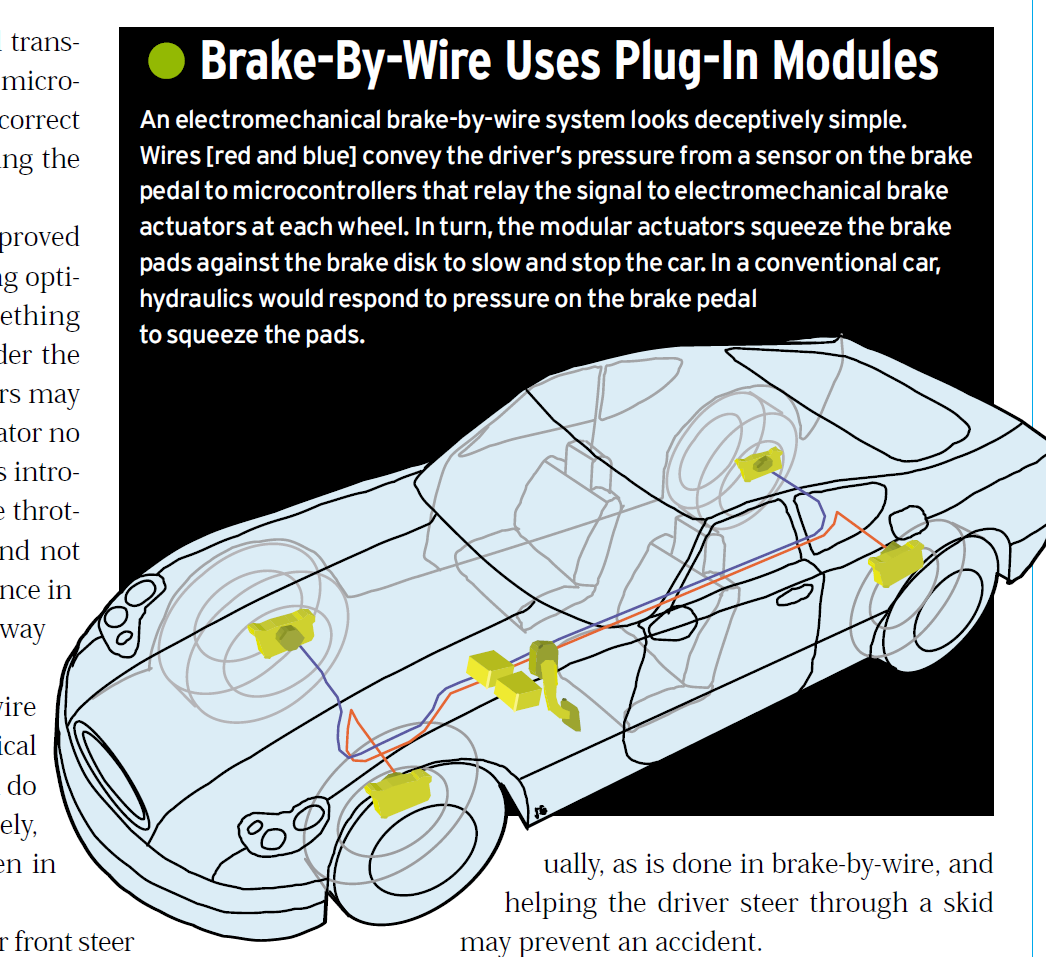 l trans-
micro-
correct
ing the
proved
ng opti-
ething
der the
rs may
ator no
s intro-
e throt-
nd not
nce in
way
vire
ical
do
ely,
en in
r front steer
Brake-By-Wire Uses Plug-In Modules
An electromechanical brake-by-wire system looks deceptively simple.
Wires [red and blue] convey the driver's pressure from a sensor on the brake
pedal to microcontrollers that relay the signal to electromechanical brake
actuators at each wheel. In turn, the modular actuators squeeze the brake
pads against the brake disk to slow and stop the car. In a conventional car,
hydraulics would respond to pressure on the brake pedal
to squeeze the pads.
ually, as is done in brake-by-wire, and
helping the driver steer through a skid
may prevent an accident.